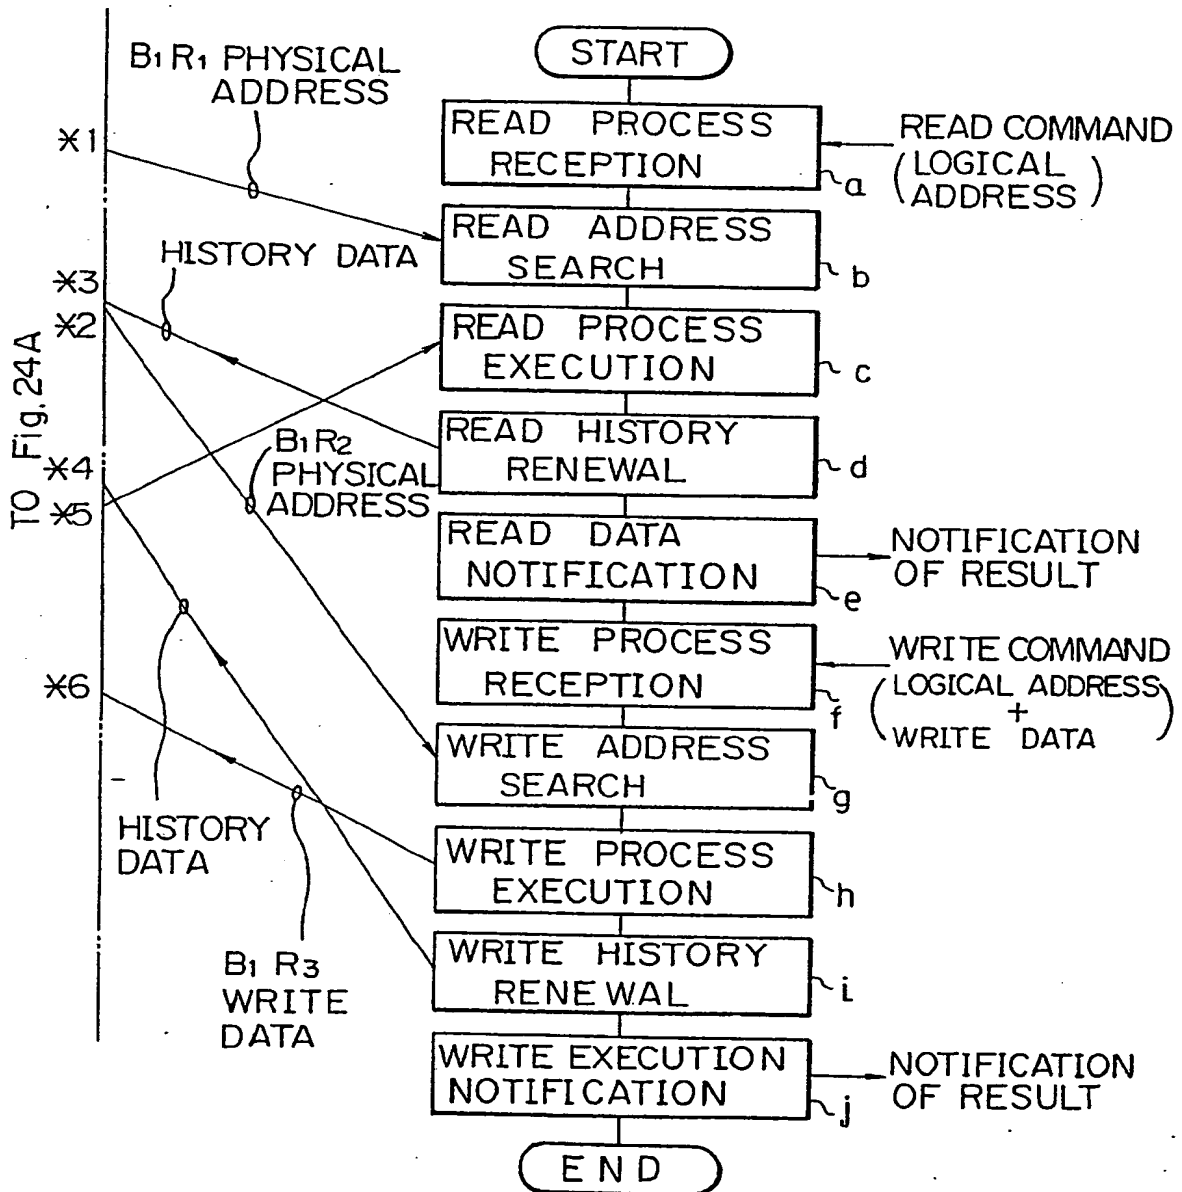 START
B1 R1 PHYSICAL
ADDRESS
*1
READ PROCESS
RECEPTION
a
READ COMMAND
(LOGICAL
ADDRESS)
READ ADDRESS
SEARCH
b
HISTORY DATA
*3
*2
READ PROCESS
EXECUTION
c
TO Fig. 24A
READ HISTORY
RENEWAL
d
B1 R2
PHYSICAL
ADDRESS
*4
*5
READ DATA
NOTIFICATION
e
NOTIFICATION
OF RESULT
WRITE PROCESS
RECEPTION
f
WRITE COMMAND
(LOGICAL ADDRESS
+
WRITE DATA)
*6
WRITE ADDRESS
SEARCH
g
HISTORY
DATA
WRITE PROCESS
EXECUTION
h
B1 R3
WRITE
DATA
WRITE HISTORY
RENEWAL
i
WRITE EXECUTION
NOTIFICATION
j
NOTIFICATION
OF RESULT
END